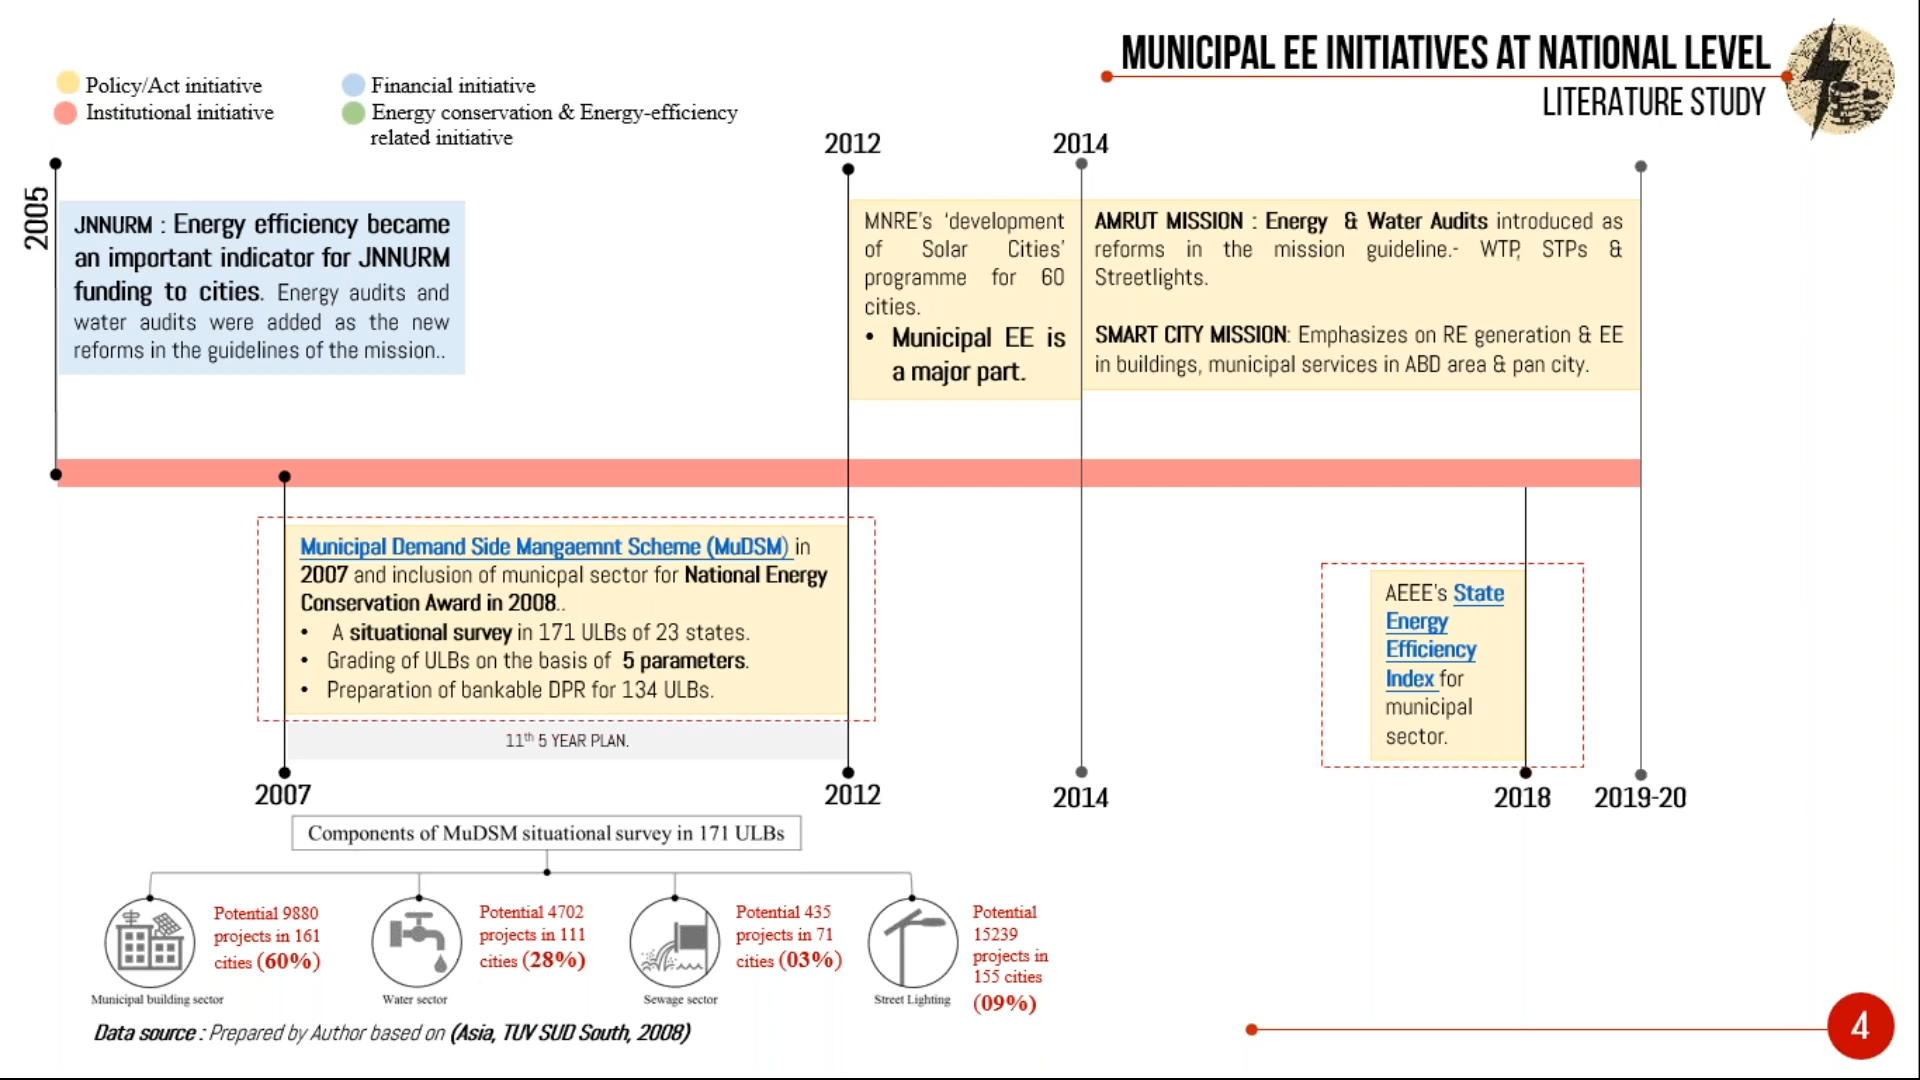 MUNICIPAL EE INITIATIVES AT NATIONAL LEVEL
LITERATURE STUDY
Policy/Act initiative
Institutional initiative
Financial initiative
Energy conservation & Energy-efficiency
related initiative
2005
2012
2014
JNNURM : Energy efficiency became
an important indicator for JNNURM
funding to cities. Energy audits and
water audits were added as the new
reforms in the guidelines of the mission..
MNRE's 'development
of Solar Cities'
programme for 60
cities.
• Municipal EE is
a major part.
AMRUT MISSION : Energy & Water Audits introduced as
reforms in the mission guideline.- WTP, STPs &
Streetlights.
SMART CITY MISSION: Emphasizes on RE generation & EE
in buildings, municipal services in ABD area & pan city.
Municipal Demand Side Mangaemnt Scheme (MuDSM) in
2007 and inclusion of municpal sector for National Energy
Conservation Award in 2008..
• A situational survey in 171 ULBs of 23 states.
• Grading of ULBs on the basis of 5 parameters.
• Preparation of bankable DPR for 134 ULBs.
11th 5 YEAR PLAN.
AEEE's State
Energy
Efficiency
Index for
municipal
sector.
2007
2012
2014
2018
2019-20
Components of MuDSM situational survey in 171 ULBs
Potential 9880
projects in 161
cities (60%)
Municipal building sector
Potential 4702
projects in 111
cities (28%)
Water sector
Potential 435
projects in 71
cities (03%)
Sewage sector
Potential
15239
projects in
155 cities
(09%)
Street Lighting
Data source : Prepared by Author based on (Asia, TUV SUD South, 2008)
4